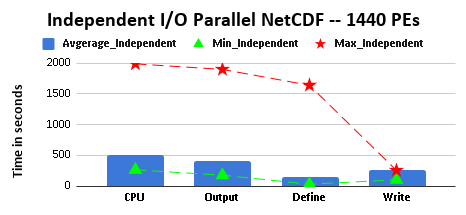 Independent I/O Parallel NetCDF -- 1440 PEs
Avgerage_Independent Min_Independent Max_Independent
Time in seconds
2000
1500
1000
500
0
CPU Output Define Write